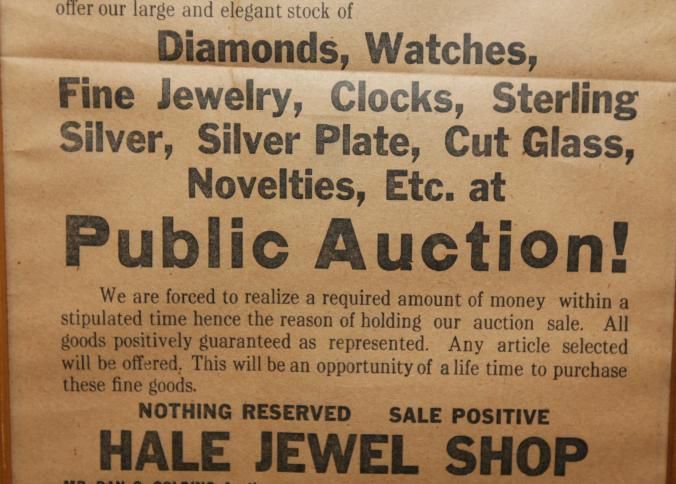 offer our large and elegant stock of
Diamonds, Watches,
Fine Jewelry, Clocks, Sterling
Silver, Silver Plate, Cut Glass,
Novelties, Etc. at
Public Auction!
We are forced to realize a required amount of money within a
stipulated time hence the reason of holding our auction sale. All
goods positively guaranteed as represented. Any article selected
will be offered. This will be an opportunity of a life time to purchase
these fine goods.
NOTHING RESERVED SALE POSITIVE
HALE JEWEL SHOP